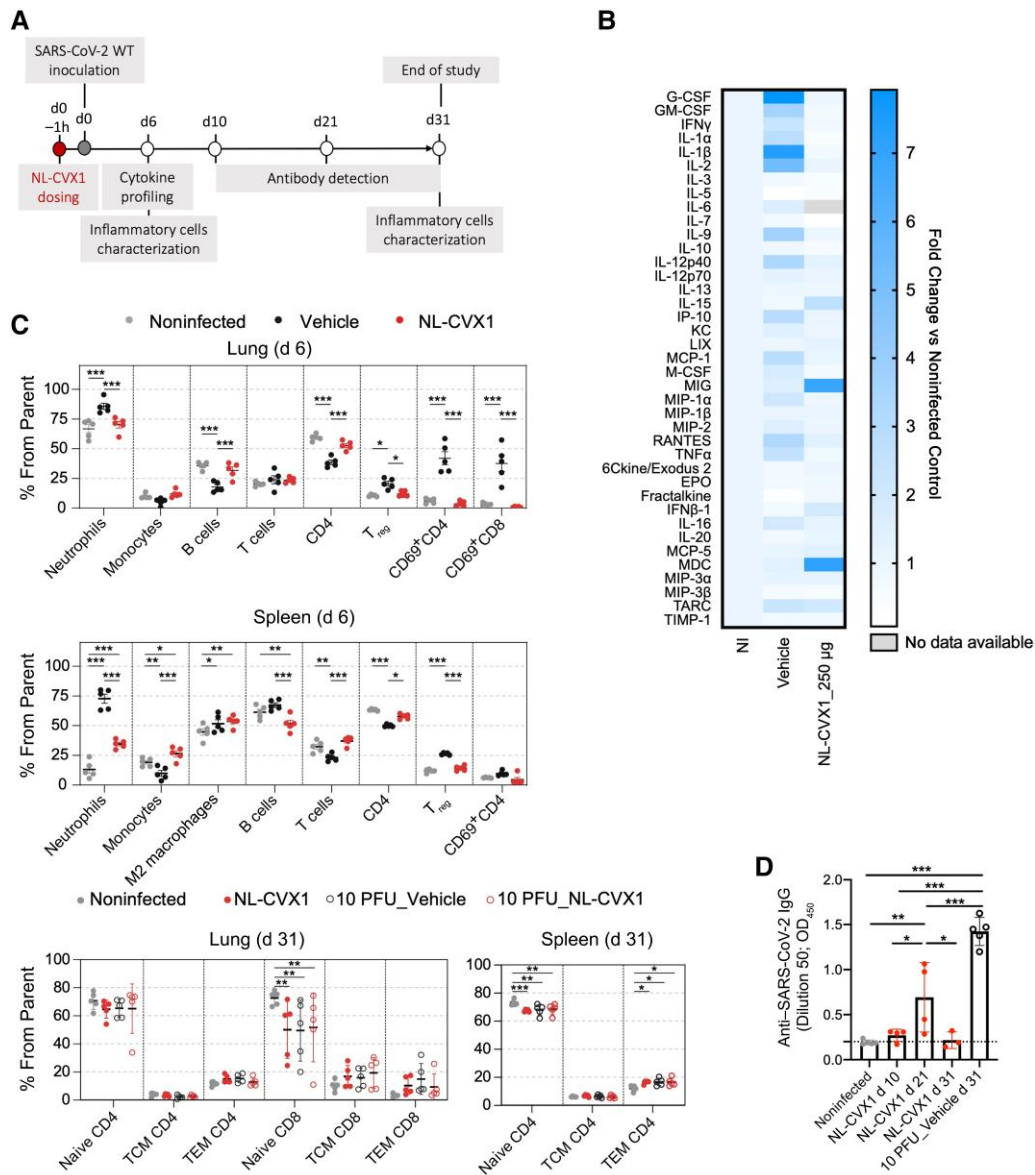 A
SARS-CoV-2 WT
inoculation
End of study
d0
−1h
d0
d6
d10
d21
d31
NL-CVX1
dosing
Cytokine
profiling
Antibody detection
Inflammatory cells
characterization
Inflammatory cells
characterization
B
G-CSF
GM-CSF
IFNγ
IL-1α
IL-1β
IL-2
IL-3
IL-5
IL-6
IL-7
IL-9
IL-10
IL-12p40
IL-12p70
IL-13
IL-15
IP-10
KC
LIX
MCP-1
M-CSF
MIG
MIP-1α
MIP-1β
MIP-2
RANTES
TNFα
6Ckine/Exodus 2
EPO
Fractalkine
IFNβ-1
IL-16
IL-20
MCP-5
MDC
MIP-3α
MIP-3β
TARC
TIMP-1
NI
Vehicle
NL-CVX1_250 µg
7
6
5
4
3
2
1
Fold Change vs Noninfected Control
No data available
C
Noninfected Vehicle NL-CVX1
Lung (d 6)
% From Parent
100
75
50
25
0
*** *** *** *** *** *** * * *** *** *** ***
Neutrophils
Monocytes
B cells
T cells
CD4
Treg
CD69+CD4
CD69+CD8
Spleen (d 6)
% From Parent
100
75
50
25
0
*** * ** **
*** ** * ** *** ***
*** *** *** *** * ***
Neutrophils
Monocytes
M2 macrophages
B cells
T cells
CD4
Treg
CD69+CD4
Noninfected NL-CVX1 10 PFU_Vehicle 10 PFU_NL-CVX1
Lung (d 31)
% From Parent
100
80
60
40
20
0
**
**
**
Naive CD4
TCM CD4
TEM CD4
Naive CD8
TCM CD8
TEM CD8
Spleen (d 31)
100
80
60
40
20
0
** *
** *
*** *
Naive CD4
TCM CD4
TEM CD4
D
Anti–SARS-CoV-2 IgG
(Dilution 50; OD450)
2.0
1.5
1.0
0.5
0.0
***
***
***
**
* *
Noninfected
NL-CVX1 d 10
NL-CVX1 d 21
NL-CVX1 d 31
10 PFU_Vehicle d 31